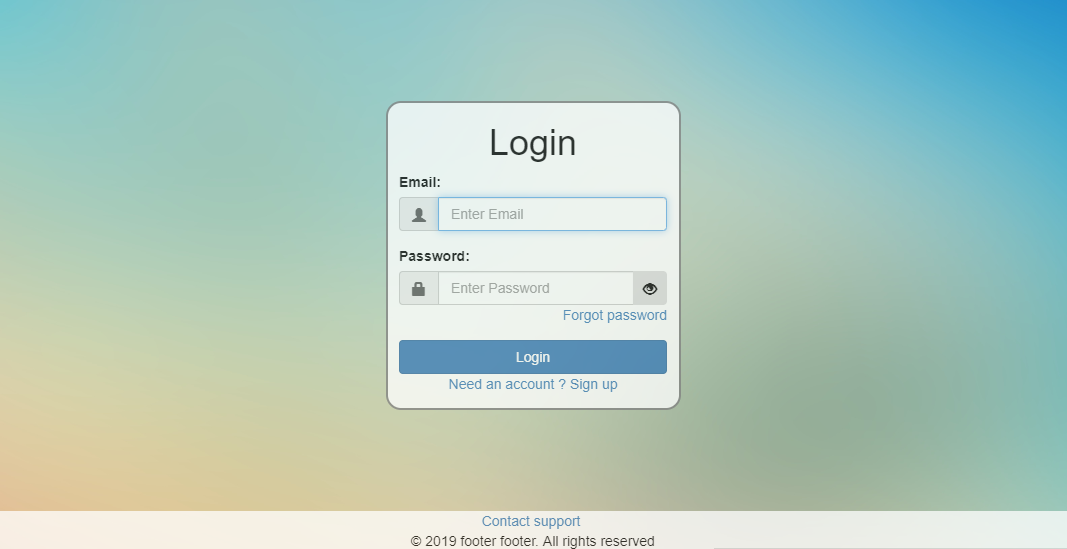 Login
Email:
Enter Email
Password:
Enter Password
Forgot password
Login
Need an account ? Sign up
Contact support
© 2019 footer footer. All rights reserved